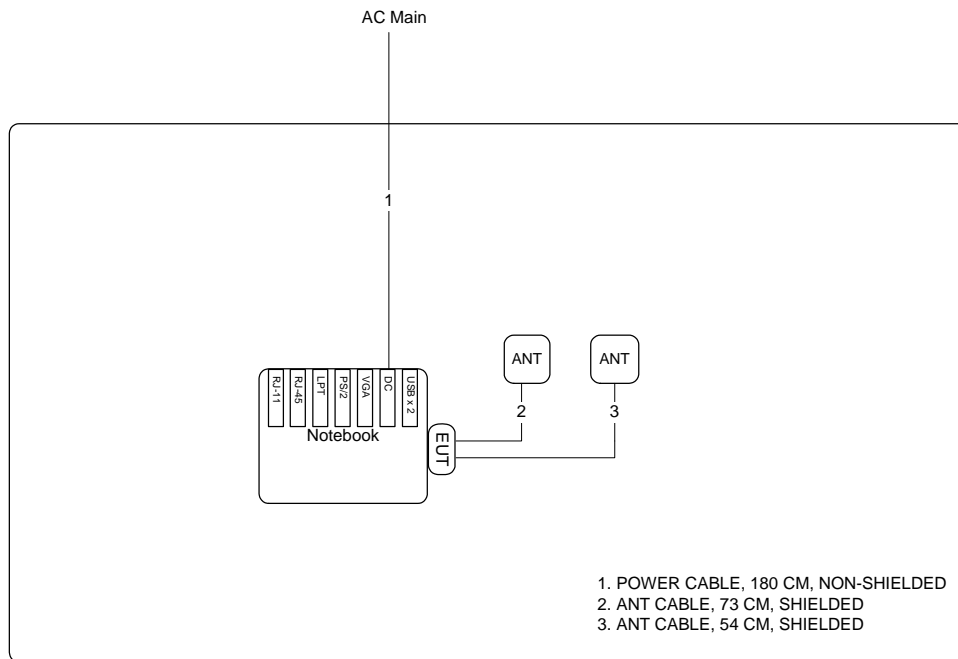 AC Main
1
ANT
ANT
RJ-11
RJ-45
LPT
PS/2
VGA
DC
USB x 2
2
3
Notebook
EUT
1. POWER CABLE, 180 CM, NON-SHIELDED
2. ANT CABLE, 73 CM, SHIELDED
3. ANT CABLE, 54 CM, SHIELDED